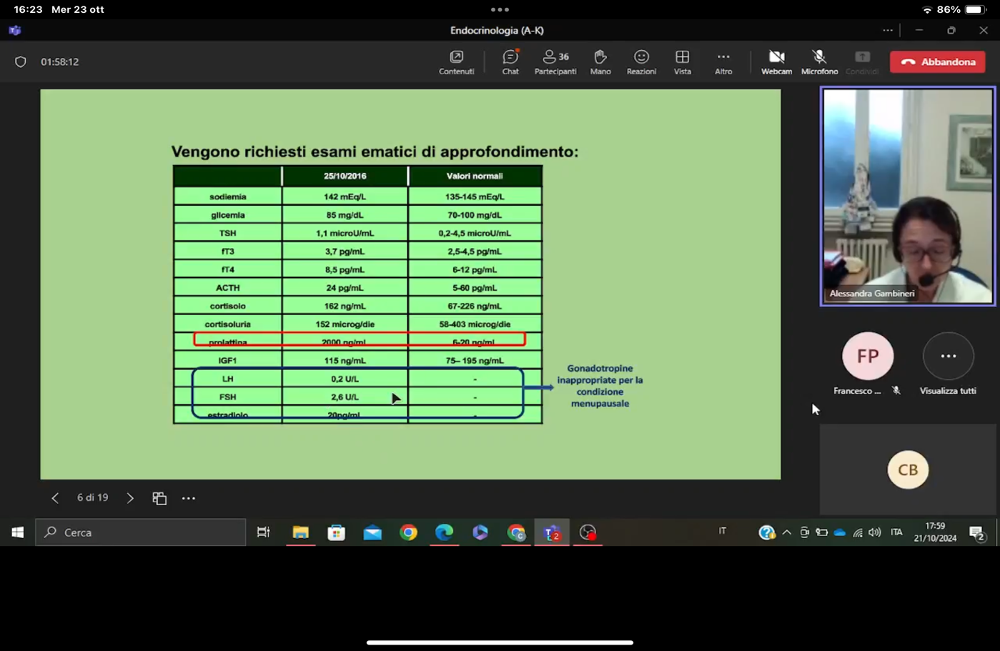 16:23 Mer 23 ott
86%
Endocrinologia (A-K)
01:58:12
Contenuti
Chat
36
Partecipanti
Mano
Reazioni
Vista
Altro
Webcam
Microfono
Condividi
Abbandona
Vengono richiesti esami ematici di approfondimento:
25/10/2016 Valori normali
sodiemia 142 mEq/L 135-145 mEq/L
glicemia 85 mg/dL 70-100 mg/dL
TSH 1,1 microU/mL 0,2-4,5 microU/mL
fT3 3,7 pg/mL 2,5-4,5 pg/mL
fT4 8,5 pg/mL 6-12 pg/mL
ACTH 24 pg/mL 5-60 pg/mL
cortisolo 162 ng/mL 67-226 ng/mL
cortisoluria 152 microg/die 58-403 microg/die
prolattina 2000 ng/ml 6-20 ng/ml
IGF1 115 ng/mL 75– 195 ng/mL
LH 0,2 U/L -
FSH 2,6 U/L -
estradiolo 20pg/ml -
Gonadotropine
inappropriate per la
condizione
menupausale
Alessandra Gambineri
FP
Francesco ...
Visualizza tutti
CB
6 di 19
Cerca
2
IT
ITA
17:59
21/10/2024
2